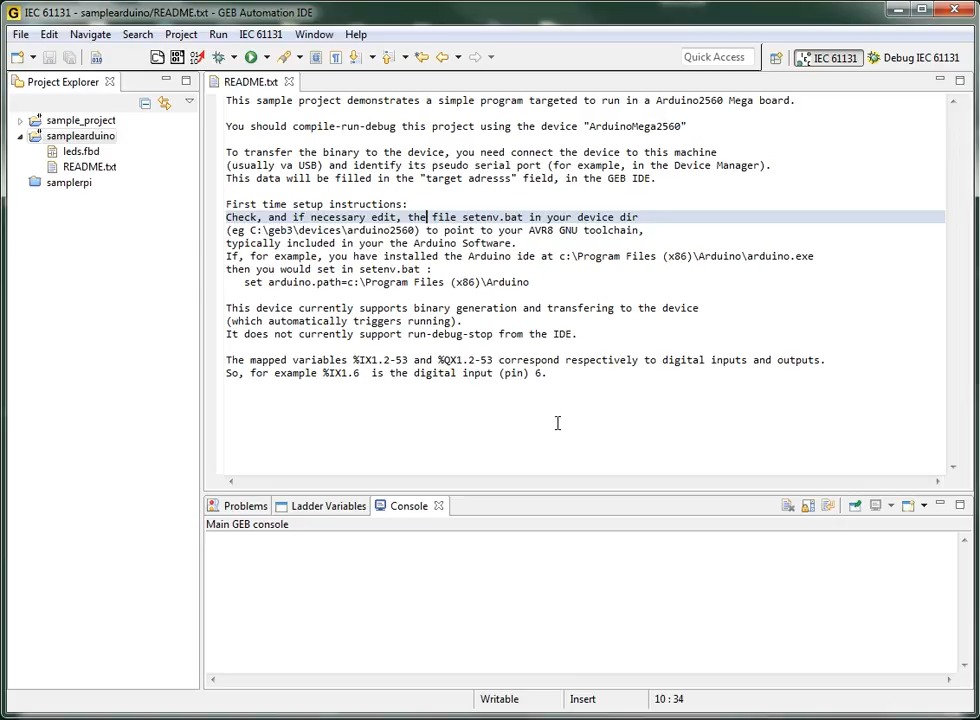 IEC 61131 - samplearduino/README.txt - GEB Automation IDE
File Edit Navigate Search Project Run IEC 61131 Window Help
Quick Access IEC 61131 Debug IEC 61131
Project Explorer
sample_project
samplearduino
leds.fbd
README.txt
samplerpi
README.txt
This sample project demonstrates a simple program targeted to run in a Arduino2560 Mega board.
You should compile-run-debug this project using the device "ArduinoMega2560"
To transfer the binary to the device, you need connect the device to this machine
(usually va USB) and identify its pseudo serial port (for example, in the Device Manager).
This data will be filled in the "target adresss" field, in the GEB IDE.
First time setup instructions:
Check, and if necessary edit, the file setenv.bat in your device dir
(eg C:\geb3\devices\arduino2560) to point to your AVR8 GNU toolchain,
typically included in your the Arduino Software.
If, for example, you have installed the Arduino ide at c:\Program Files (x86)\Arduino\arduino.exe
then you would set in setenv.bat :
set arduino.path=c:\Program Files (x86)\Arduino
This device currently supports binary generation and transfering to the device
(which automatically triggers running).
It does not currently support run-debug-stop from the IDE.
The mapped variables %IX1.2-53 and %QX1.2-53 correspond respectively to digital inputs and outputs.
So, for example %IX1.6  is the digital input (pin) 6.
Problems Ladder Variables Console
Main GEB console
Writable Insert 10 : 34